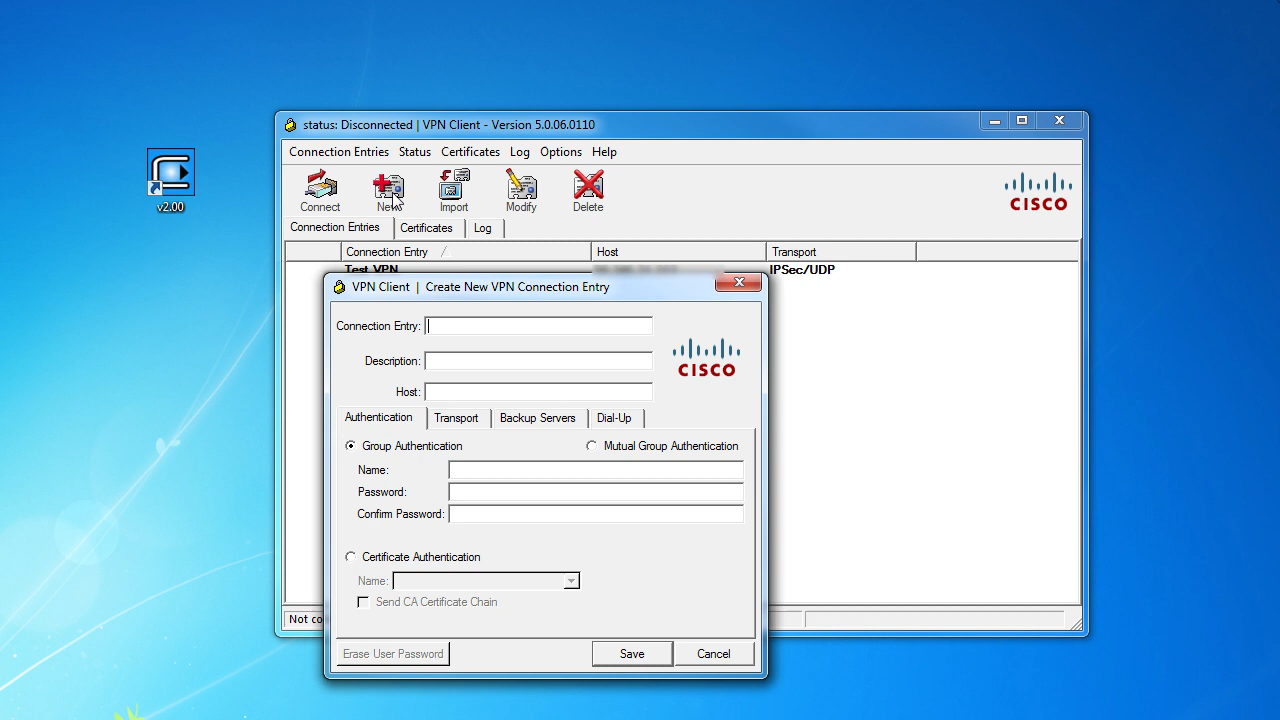 status: Disconnected | VPN Client - Version 5.0.06.0110
Connection Entries Status Certificates Log Options Help
v2.00
Connect New Import Modify Delete
CISCO
Connection Entries Certificates Log
Connection Entry Host Transport
Test VPN IPSec/UDP
VPN Client | Create New VPN Connection Entry
Connection Entry:
Description:
CISCO
Host:
Authentication Transport Backup Servers Dial-Up
Group Authentication Mutual Group Authentication
Name:
Password:
Confirm Password:
Certificate Authentication
Name:
Send CA Certificate Chain
Not co
Erase User Password Save Cancel